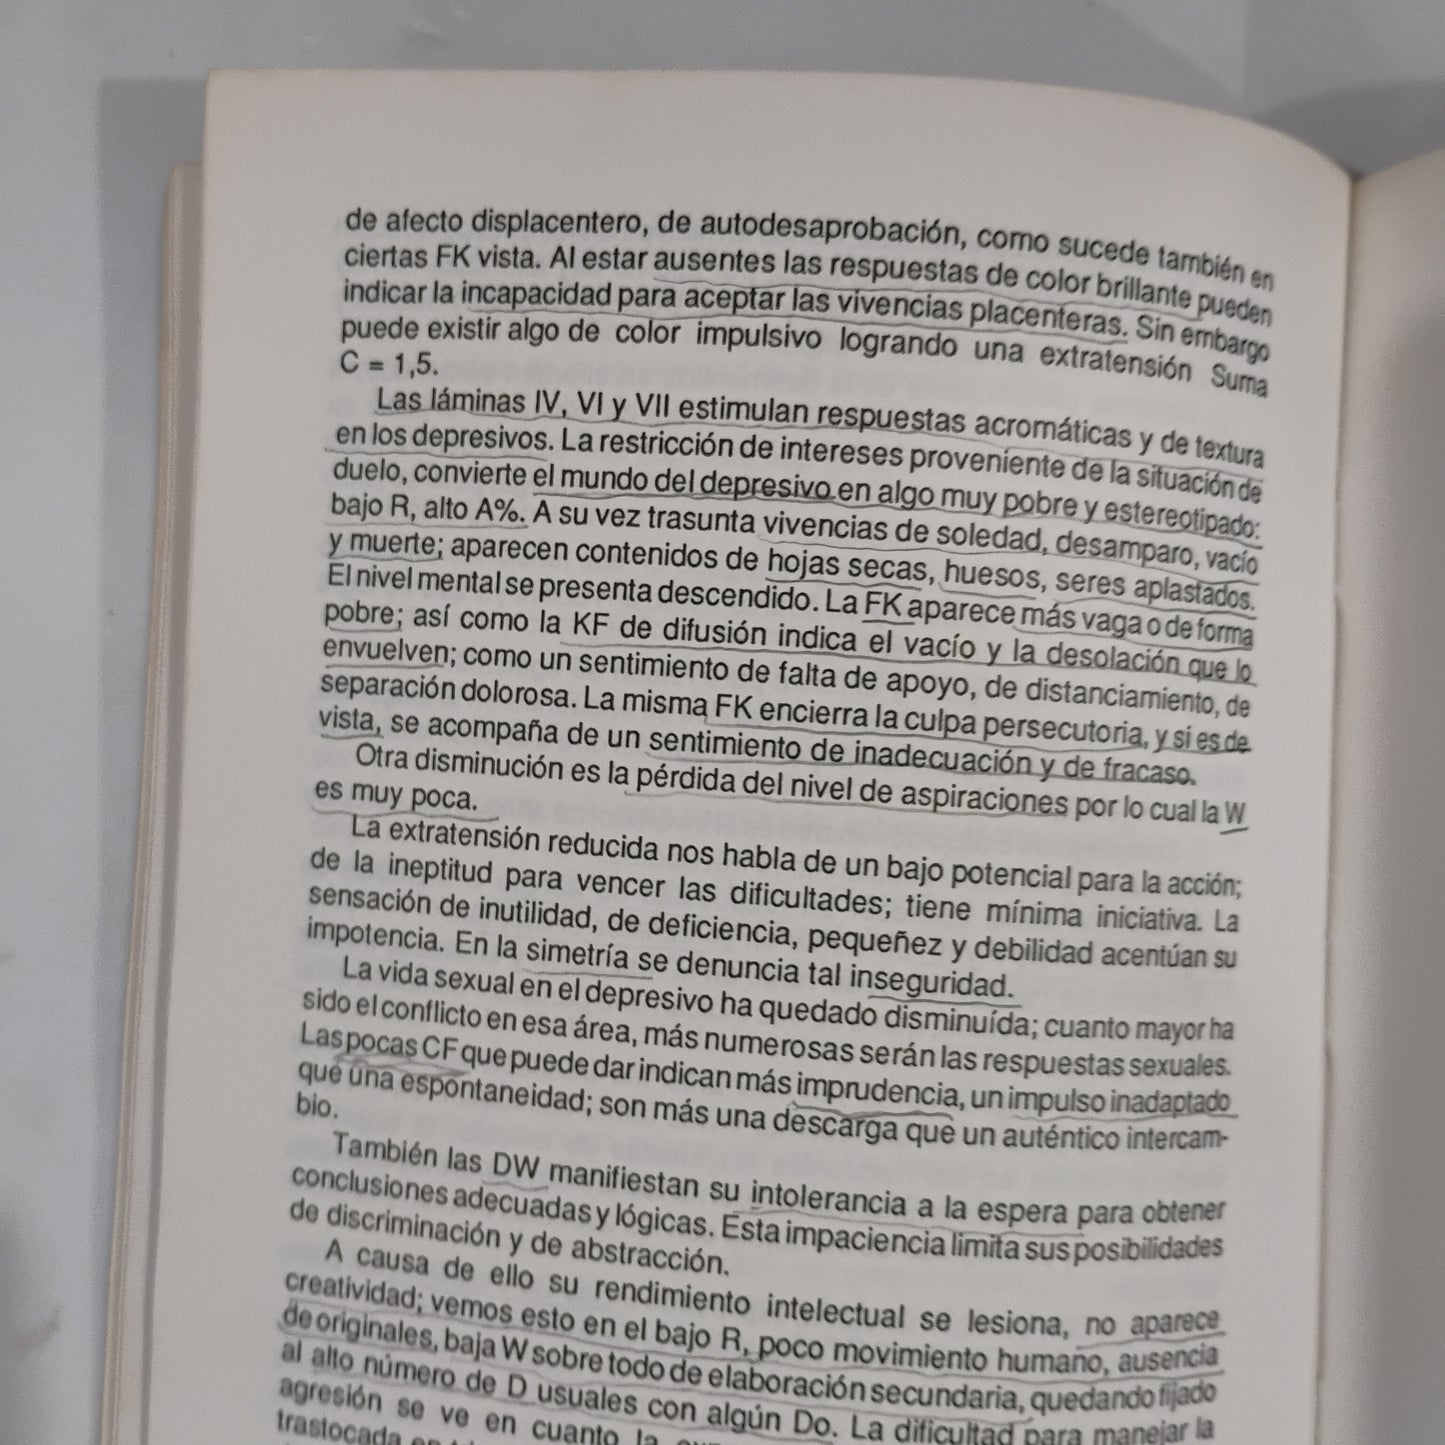 de afecto displacentero, de autodesaprobación, como sucede también en
ciertas FK vista. Al estar ausentes las respuestas de color brillante pueden
indicar la incapacidad para aceptar las vivencias placenteras. Sin embargo
puede existir algo de color impulsivo logrando una extratensión Suma
C = 1,5.
Las láminas IV, VI y VII estimulan respuestas acromáticas y de textura
en los depresivos. La restricción de intereses proveniente de la situación de
duelo, convierte el mundo del depresivo en algo muy pobre y estereotipado:
bajo R, alto A%. A su vez trasunta vivencias de soledad, desamparo, vacío
y muerte; aparecen contenidos de hojas secas, huesos, seres aplastados.
El nivel mental se presenta descendido. La FK aparece más vaga o de forma
pobre; así como la KF de difusión indica el vacío y la desolación que lo
envuelven; como un sentimiento de falta de apoyo, de distanciamiento, de
separación dolorosa. La misma FK encierra la culpa persecutoria, y si es de
vista, se acompaña de un sentimiento de inadecuación y de fracaso.
Otra disminución es la pérdida del nivel de aspiraciones por lo cual la W
es muy poca.
La extratensión reducida nos habla de un bajo potencial para la acción;
de la ineptitud para vencer las dificultades; tiene mínima iniciativa. La
sensación de inutilidad, de deficiencia, pequeñez y debilidad acentúan su
impotencia. En la simetría se denuncia tal inseguridad.
La vida sexual en el depresivo ha quedado disminuída; cuanto mayor ha
sido el conflicto en esa área, más numerosas serán las respuestas sexuales.
Las pocas CF que puede dar indican más imprudencia, un impulso inadaptado
que una espontaneidad; son más una descarga que un auténtico intercam-
bio.
También las DW manifiestan su intolerancia a la espera para obtener
conclusiones adecuadas y lógicas. Esta impaciencia limita sus posibilidades
de discriminación y de abstracción.
A causa de ello su rendimiento intelectual se lesiona, no aparece
creatividad; vemos esto en el bajo R, poco movimiento humano, ausencia
de originales, baja W sobre todo de elaboración secundaria, quedando fijado
al alto número de D usuales con algún Do. La dificultad para manejar la
agresión se ve en cuanto la
trastocada